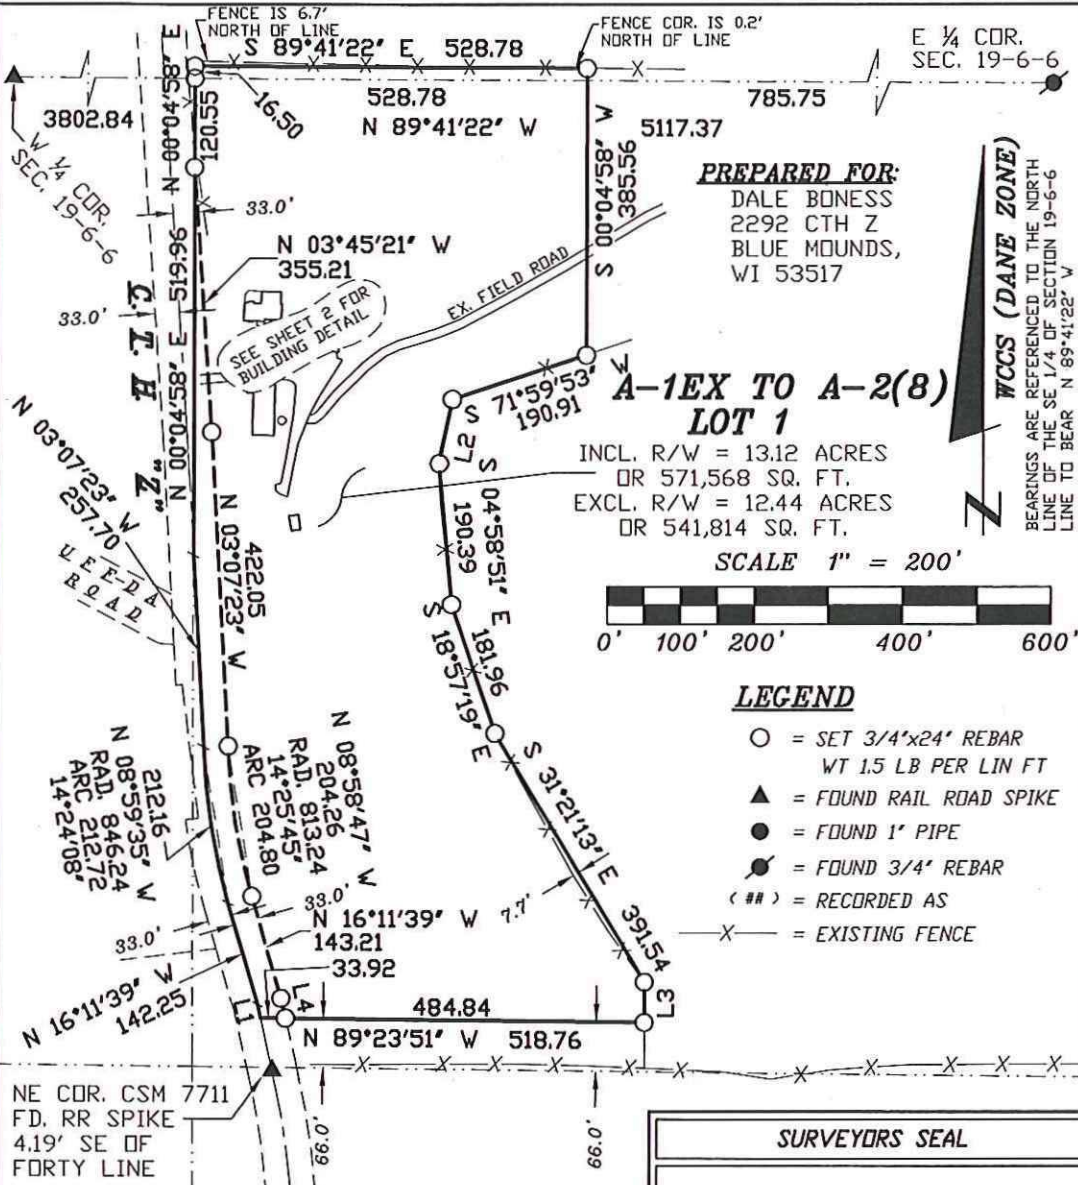 FENCE IS 6.7'
NORTH OF LINE
FENCE COR. IS 0.2'
NORTH OF LINE
S 89°41'22" E 528.78
E 1/4 COR.
SEC. 19-6-6
528.78
785.75
N 89°41'22" W
5117.37
3802.84
W 1/4 COR.
SEC. 19-6-6
N 00°04'58" E
120.55
16.50
S 00°04'58" W
385.56
PREPARED FOR:
DALE BONESS
2292 CTH Z
BLUE MOUNDS,
WI 53517
WCCS (DANE ZONE)
BEARINGS ARE REFERENCED TO THE NORTH
LINE OF THE SE 1/4 OF SECTION 19-6-6
LINE TO BEAR N 89°41'22" W
N
33.0'
N 03°45'21" W
355.21
N 00°04'58" E 519.96
33.0'
C. T. H. "Z"
SEE SHEET 2 FOR
BUILDING DETAIL
EX. FIELD ROAD
S 71°59'53" W
190.91
A-1EX TO A-2(8)
LOT 1
INCL. R/W = 13.12 ACRES
OR 571,568 SQ. FT.
EXCL. R/W = 12.44 ACRES
OR 541,814 SQ. FT.
L2
S 04°58'51" E
190.39
N 03°07'23" W
257.70
U EE-DA
ROAD
422.05
N 03°07'23" W
SCALE 1" = 200'
0' 100' 200' 400' 600'
181.96
S 18°57'19" E
LEGEND
= SET 3/4"x24" REBAR
WT 1.5 LB PER LIN FT
= FOUND RAIL ROAD SPIKE
= FOUND 1" PIPE
= FOUND 3/4" REBAR
( ## ) = RECORDED AS
X = EXISTING FENCE
S 31°21'13" E
391.54
7.7'
N 08°58'47" W
204.26
RAD. 813.24
14°25'45"
ARC 204.80
212.16
N 08°59'35" W
RAD. 846.24
ARC 212.72
14°24'08"
33.0'
33.0'
N 16°11'39" W
143.21
33.92
N 16°11'39" W
142.25
L1
L4
L3
484.84
N 89°23'51" W 518.76
NE COR. CSM 7711
FD. RR SPIKE
4.19' SE OF
FORTY LINE
66.0'
66.0'
SURVEYORS SEAL